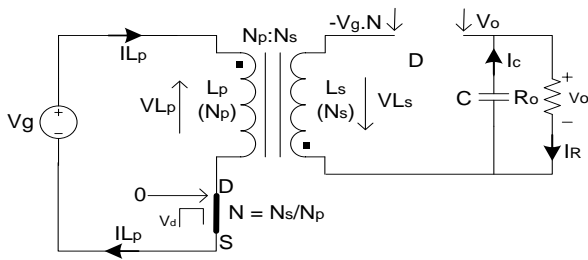 Np:Ns
-Vg.N
Vo
ILp
D
Ic
Lp
(Np)
Ls
(Ns)
VLp
VLs
C
Ro
+
Vo
−
Vg
+
−
IR
0
D
Vd
N = Ns/Np
S
ILp